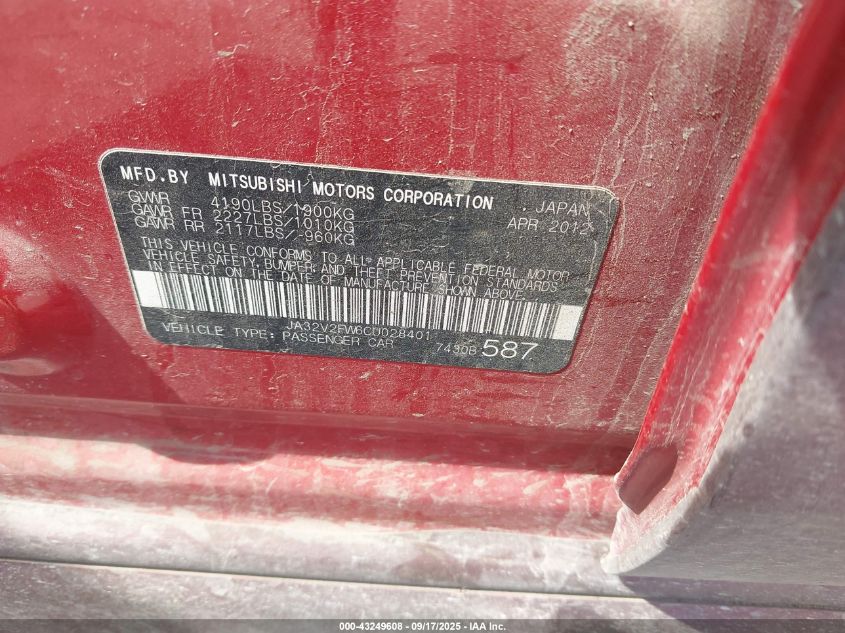 MFD.BY MITSUBISHI MOTORS CORPORATION JAPAN
GVWR 4190LBS/1900KG APR 2012
GAWR FR 2227LBS/1010KG
GAWR RR 2117LBS/ 960KG
THIS VEHICLE CONFORMS TO ALL APPLICABLE FEDERAL MOTOR
VEHICLE SAFETY, BUMPER, AND THEFT PREVENTION STANDARDS
IN EFFECT ON THE DATE OF MANUFACTURE SHOWN ABOVE.
JA32V2FW6CU028401
VEHICLE TYPE: PASSENGER CAR 7430B 587
000-43249608 - 09/17/2025 - IAA Inc.